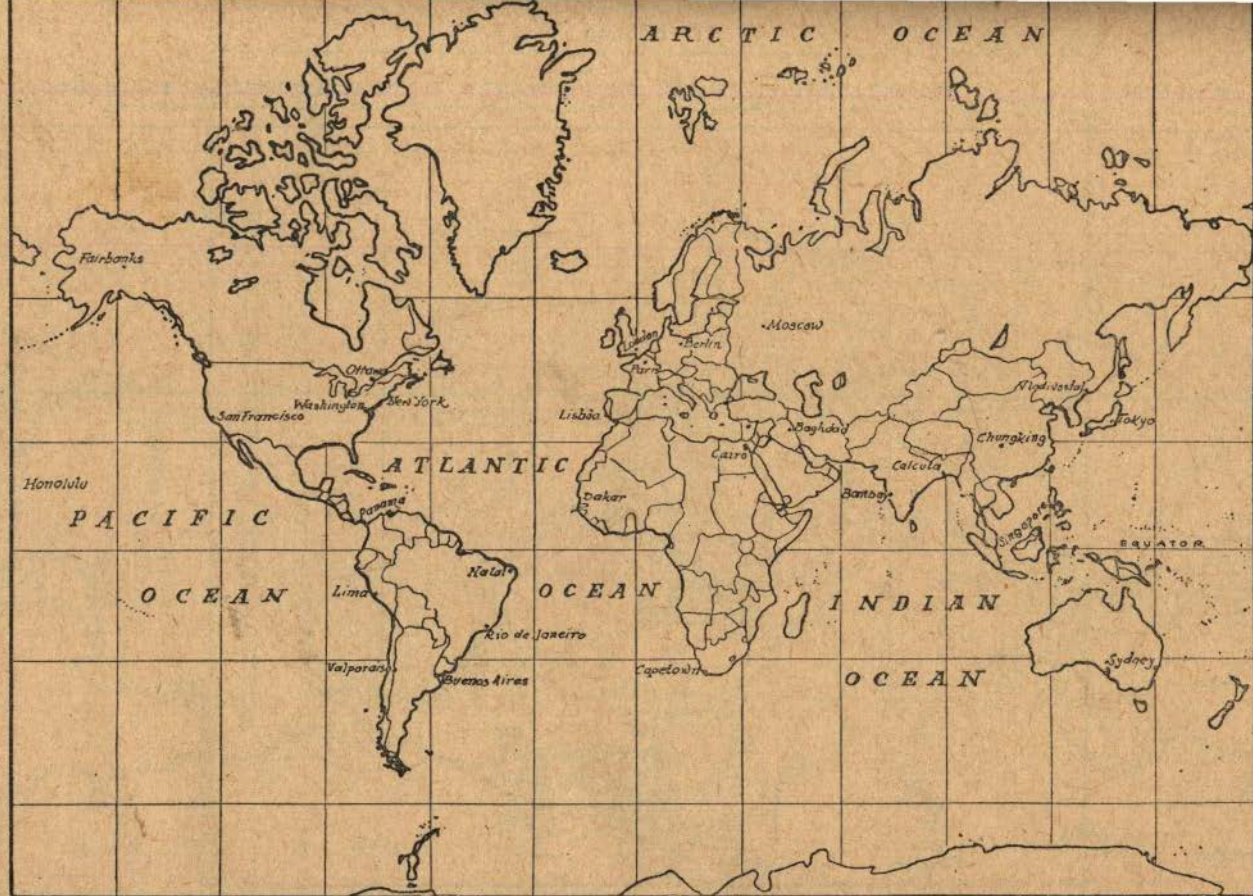 ARCTIC OCEAN
Fairbanks
Moscow
London
Berlin
Paris
Ottawa
Vladivostok
Washington
New York
San Francisco
Lisbôa
Baghdad
Tokyo
Chungking
Cairo
ATLANTIC
Calcuta
Honolulu
Dakar
Bombay
Panama
PACIFIC
Singapore
EQUATOR
Natal
OCEAN
Lima
OCEAN
INDIAN
Rio de Janeiro
Valparais
Capetown
Sydney
Buenos Aires
OCEAN